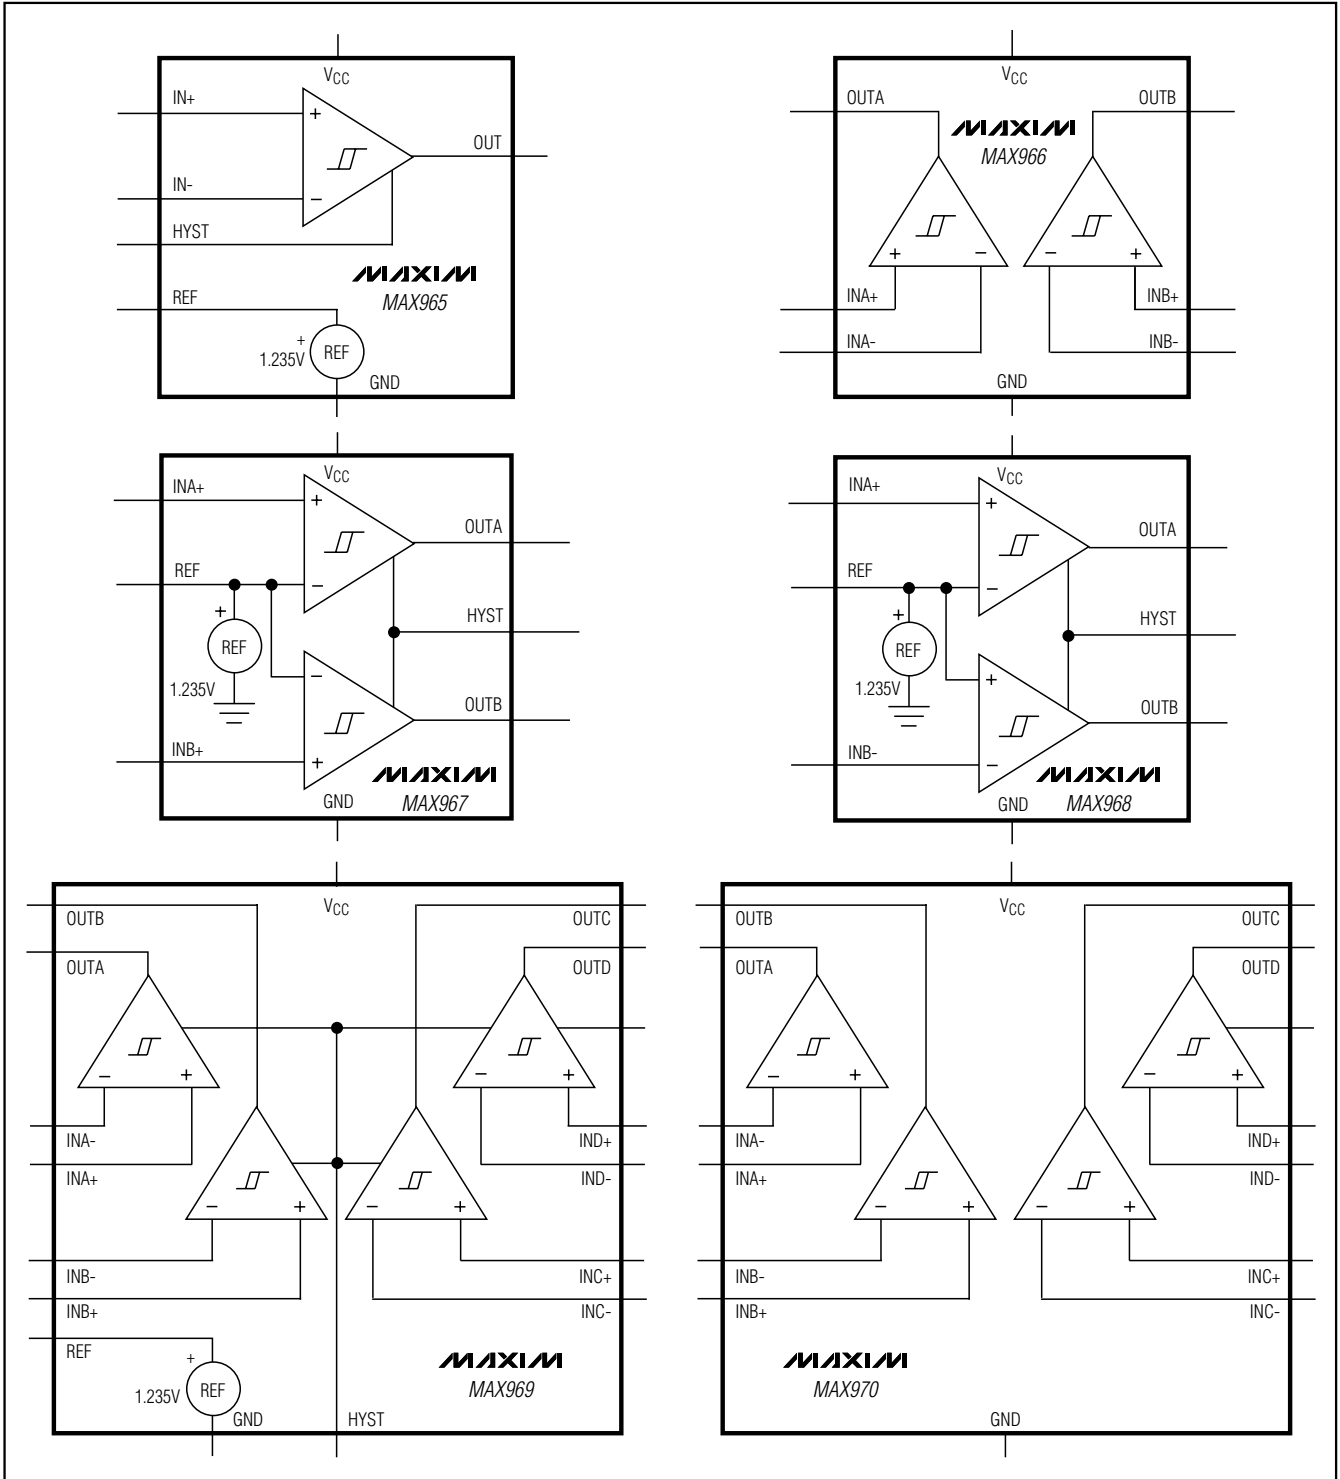 VCC
IN+
+
OUT
IN-
−
HYST
MAXIM
MAX965
REF
+
1.235V
REF
GND
VCC
OUTA
OUTB
MAXIM
MAX966
+
−
−
+
INA+
INB+
INA-
INB-
GND
VCC
INA+
+
OUTA
REF
−
+
HYST
REF
1.235V
−
OUTB
INB+
+
MAXIM
MAX967
GND
VCC
INA+
+
OUTA
REF
−
+
HYST
REF
1.235V
+
OUTB
INB-
−
MAXIM
MAX968
GND
VCC
OUTB
OUTC
OUTA
OUTD
−
+
−
+
INA-
IND+
INA+
IND-
−
+
−
+
INB-
INC+
INB+
INC-
REF
+
1.235V
REF
MAXIM
MAX969
GND
HYST
VCC
OUTB
OUTC
OUTA
OUTD
−
+
−
+
INA-
IND+
INA+
IND-
−
+
−
+
INB-
INC+
INB+
INC-
MAXIM
MAX970
GND